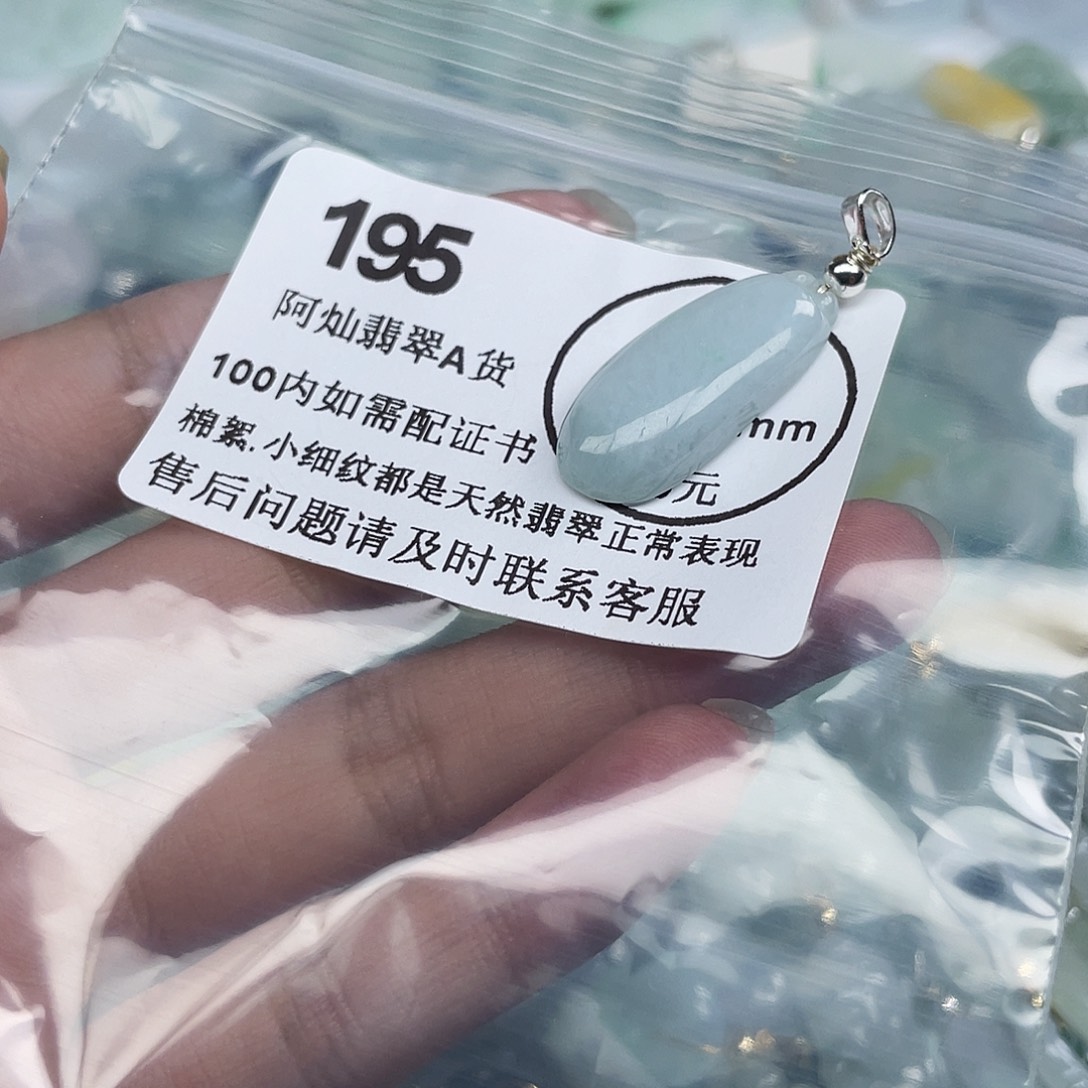 195
阿灿翡翠A货
100内如需配证书
mm
元
棉絮.小细纹都是天然翡翠正常表现
售后问题请及时联系客服